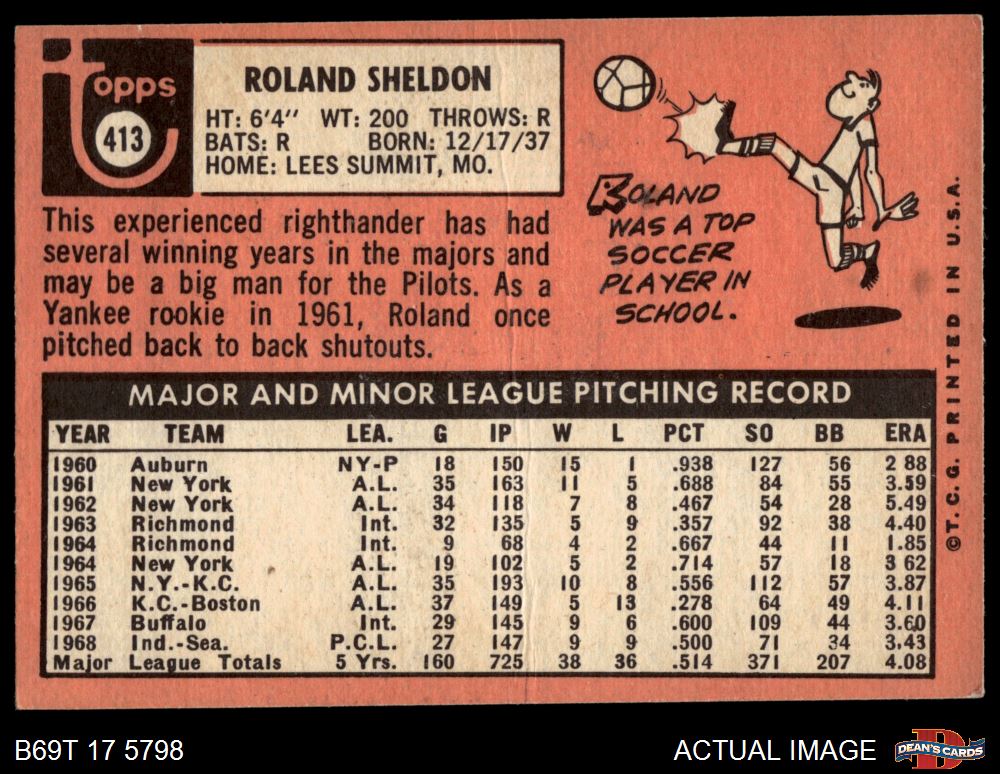 Topps
413
ROLAND SHELDON
HT: 6'4" WT: 200 THROWS: R
BATS: R BORN: 12/17/37
HOME: LEES SUMMIT, MO.
This experienced righthander has had
several winning years in the majors and
may be a big man for the Pilots. As a
Yankee rookie in 1961, Roland once
pitched back to back shutouts.
ROLAND
WAS A TOP
SOCCER
PLAYER IN
SCHOOL.
©T.C.G. PRINTED IN U.S.A.
MAJOR AND MINOR LEAGUE PITCHING RECORD
YEAR TEAM LEA. G IP W L PCT SO BB ERA
1960 Auburn NY-P 18 150 15 1 .938 127 56 2 88
1961 New York A.L. 35 163 11 5 .688 84 55 3.59
1962 New York A.L. 34 118 7 8 .467 54 28 5.49
1963 Richmond Int. 32 135 5 9 .357 92 38 4.40
1964 Richmond Int. 9 68 4 2 .667 44 11 1.85
1964 New York A.L. 19 102 5 2 .714 57 18 3 62
1965 N.Y.-K.C. A.L. 35 193 10 8 .556 112 57 3.87
1966 K.C.-Boston A.L. 37 149 5 13 .278 64 49 4.11
1967 Buffalo Int. 29 145 9 6 .600 109 44 3.60
1968 Ind.-Sea. P.C.L. 27 147 9 9 .500 71 34 3.43
Major League Totals 5 Yrs. 160 725 38 36 .514 371 207 4.08
B69T 17 5798
ACTUAL IMAGE
DEAN'S CARDS